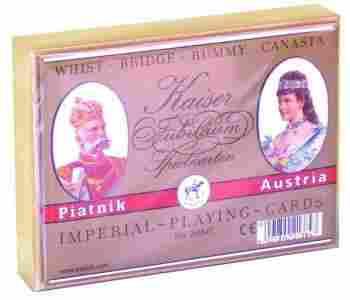 WHIST · BRIDGE · RUMMY · CANASTA
Kaiser
Jubiläum
Spielkarten
Piatnik
Austria
IMPERIAL~PLAYING~CARDS
CE